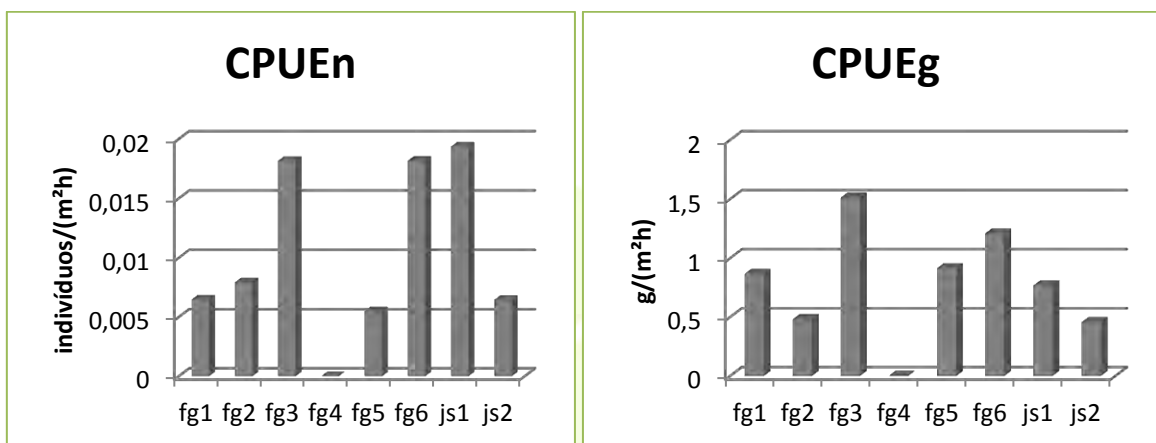 CPUEn
indivíduos/(m²h)
0,02
0,015
0,01
0,005
0
fg1 fg2 fg3 fg4 fg5 fg6 js1 js2
CPUEg
g/(m²h)
2
1,5
1
0,5
0
fg1 fg2 fg3 fg4 fg5 fg6 js1 js2